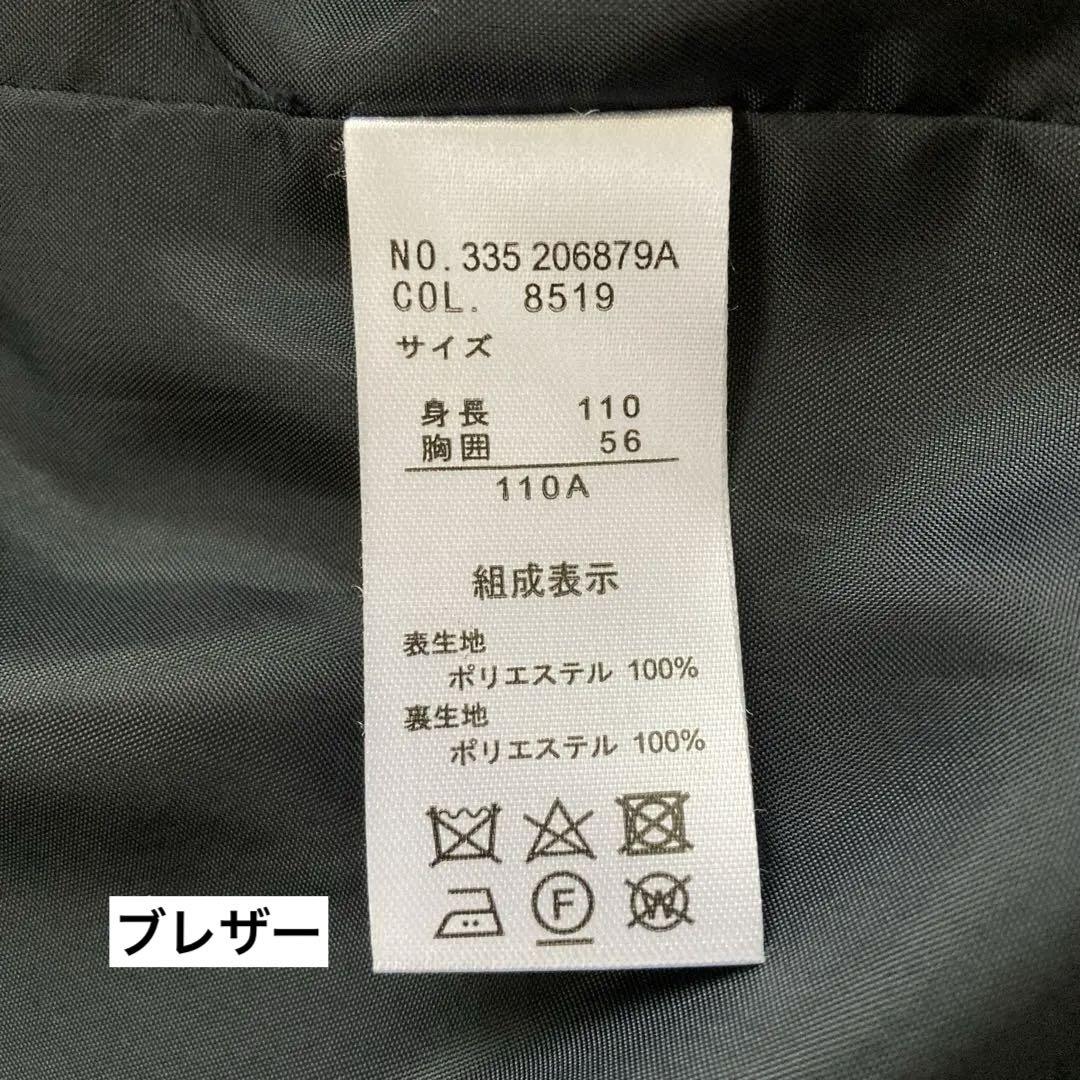 NO. 335 206879A
COL. 8519
サイズ
身長 110
胸囲 56
110A
組成表示
表生地
ポリエステル 100%
裏生地
ポリエステル 100%
F
W
ブレザー